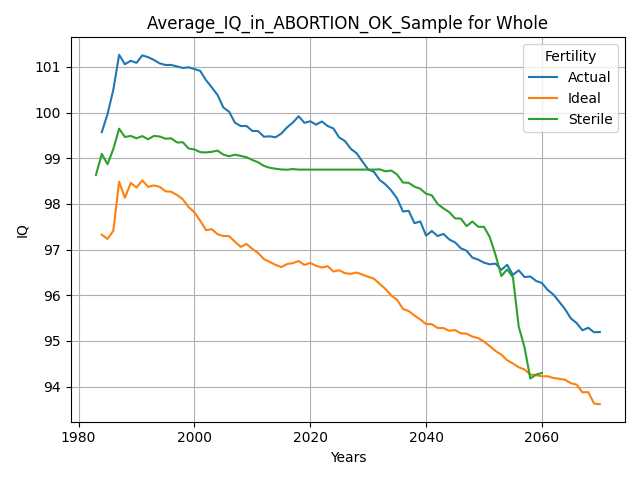 Average_IQ_in_ABORTION_OK_Sample for Whole
Fertility
Actual
Ideal
Sterile
IQ
101
100
99
98
97
96
95
94
1980
2000
2020
2040
2060
Years